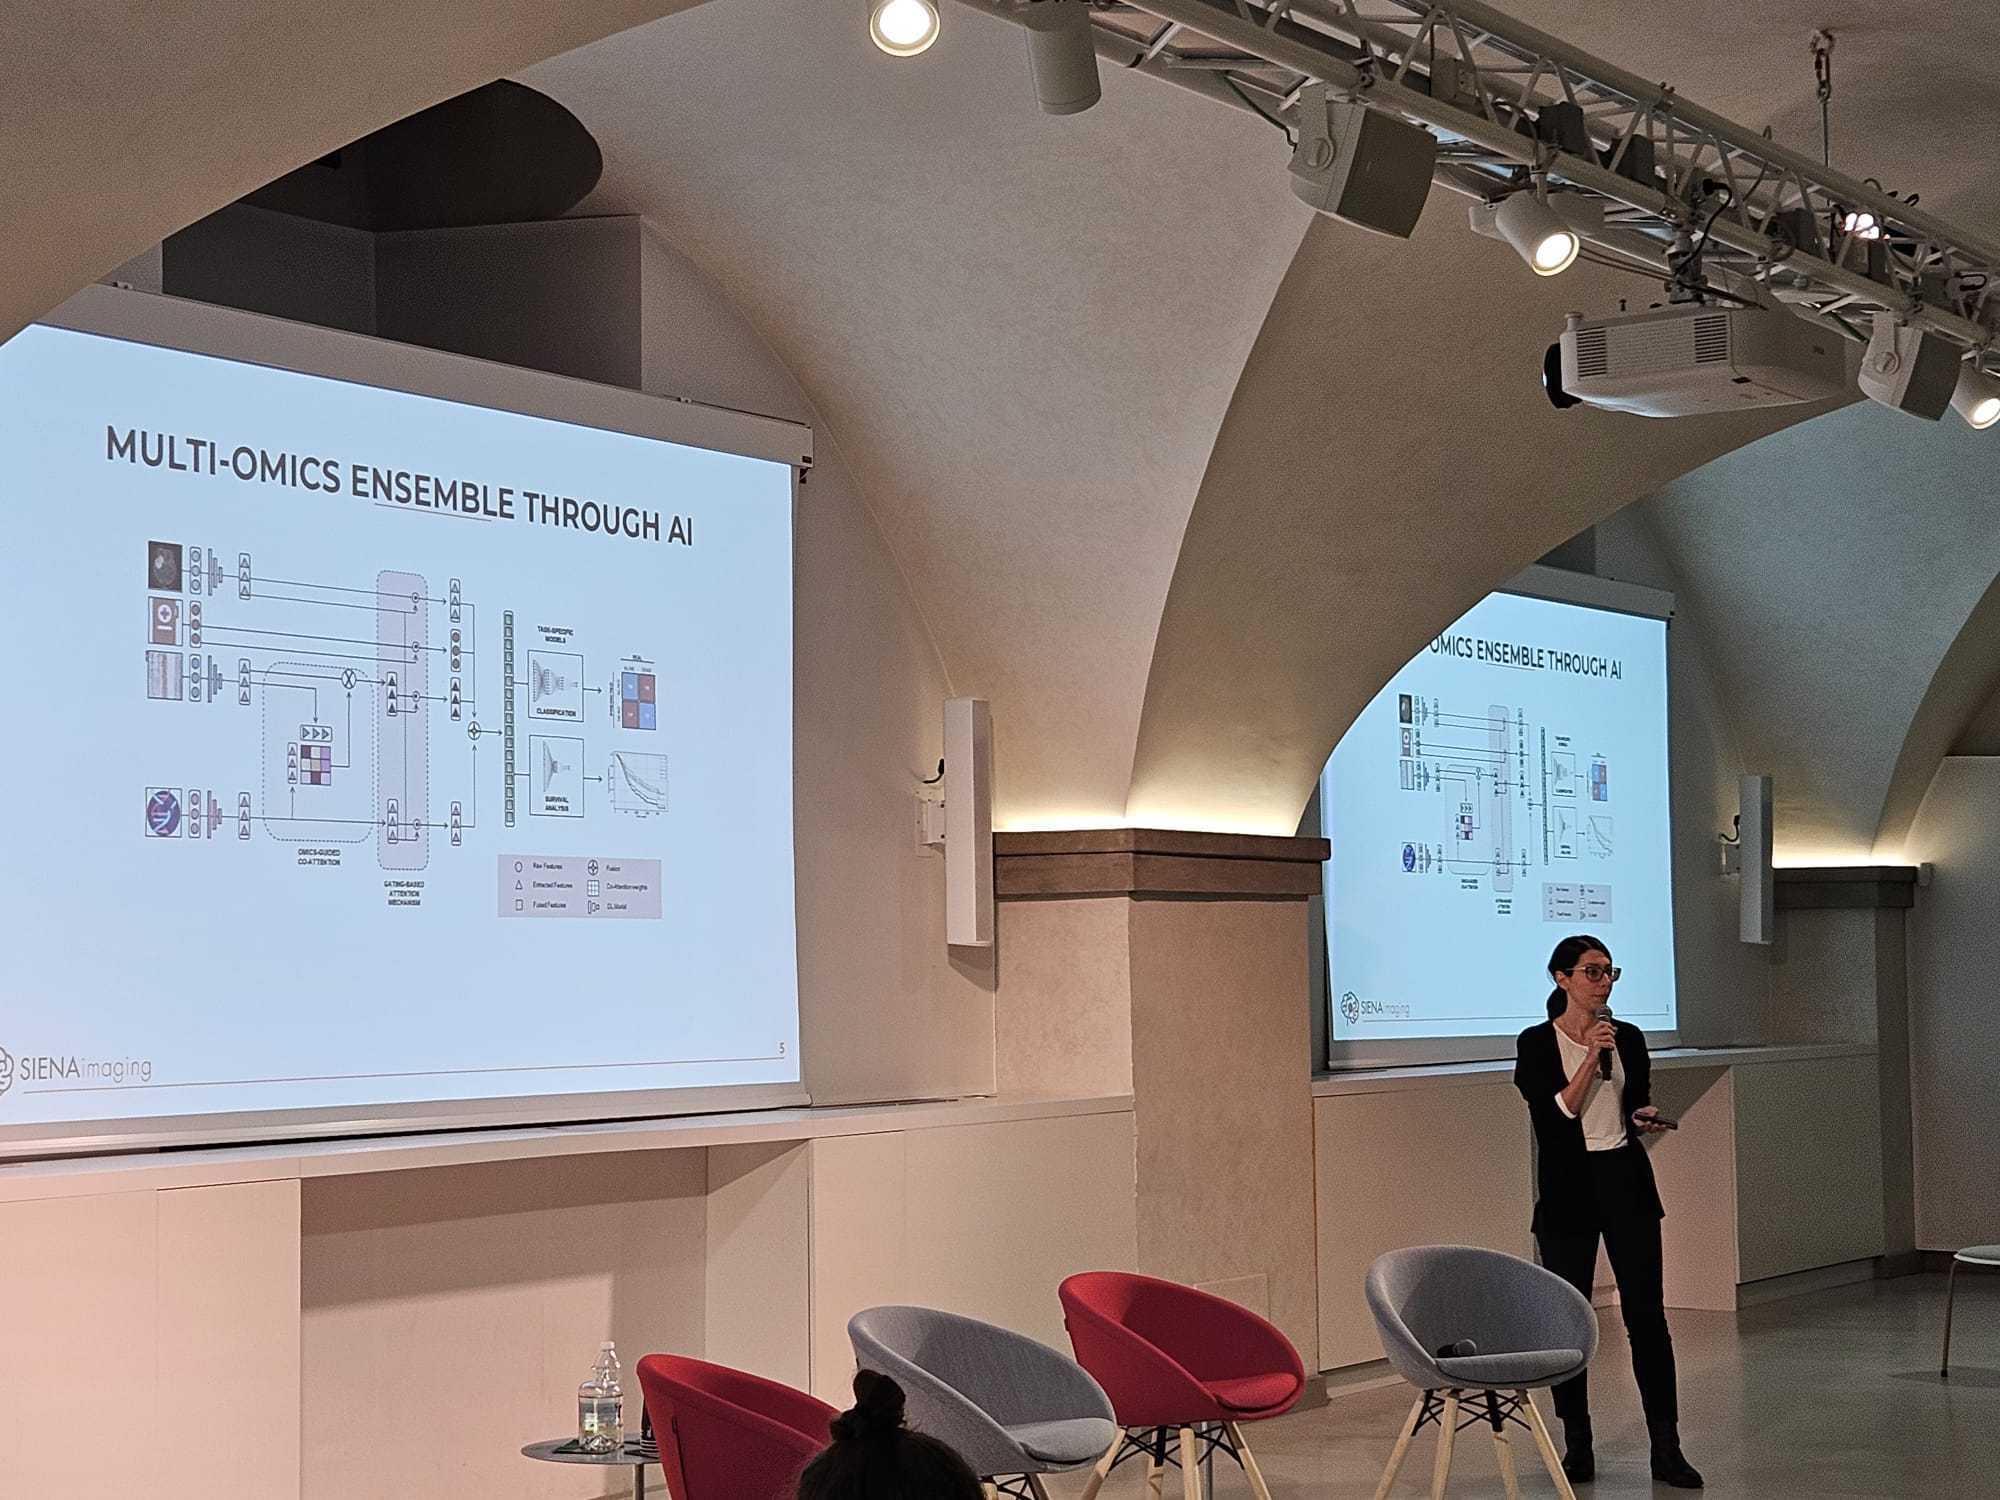 MULTI-OMICS ENSEMBLE THROUGH AI
TASK-SPECIFIC
MODELS
CLASSIFICATION
SURVIVAL
ANALYSIS
OMICS-GUIDED
CO-ATTENTION
GATING-BASED
ATTENTION
MECHANISM
Raw Features
Fusion
Extracted Features
Co-Attention weights
Fused Features
DL Model
SIENAimaging
5
OMICS ENSEMBLE THROUGH AI
SIENAimaging
5